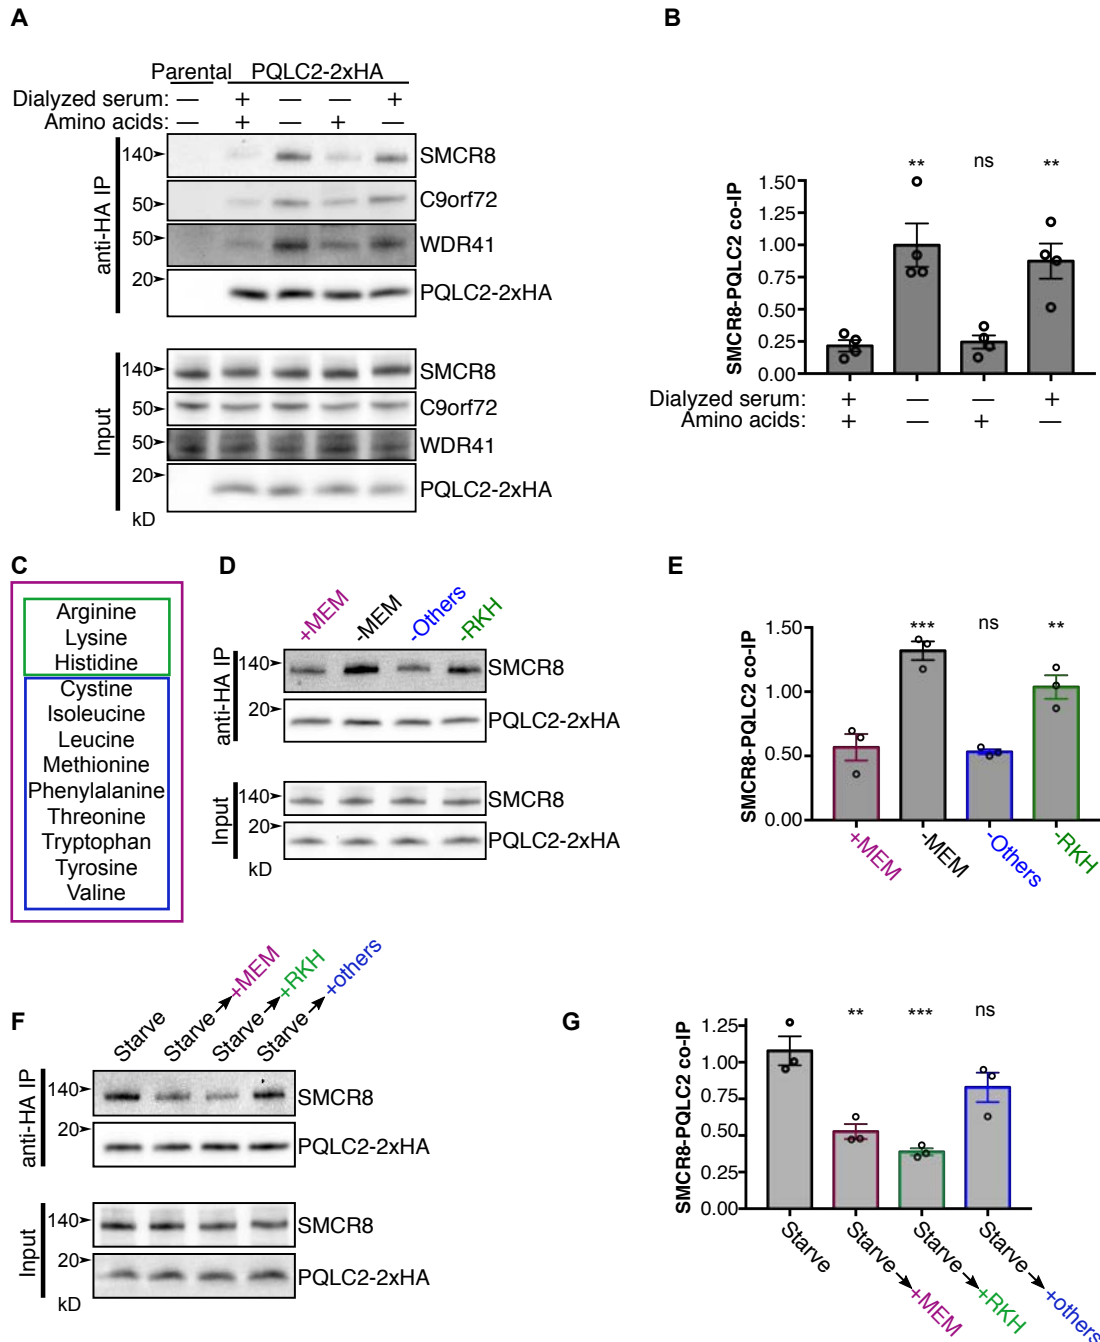 A
Parental PQLC2-2xHA
Dialyzed serum: — + — — +
Amino acids: — + — + —
anti-HA IP
140 SMCR8
50 C9orf72
50 WDR41
20 PQLC2-2xHA
Input
140 SMCR8
50 C9orf72
50 WDR41
20 PQLC2-2xHA
kD
B
** ns **
SMCR8-PQLC2 co-IP
1.50
1.25
1.00
0.75
0.50
0.25
0.00
Dialyzed serum: + — — +
Amino acids: + — + —
C
Arginine
Lysine
Histidine
Cystine
Isoleucine
Leucine
Methionine
Phenylalanine
Threonine
Tryptophan
Tyrosine
Valine
D
+MEM -MEM -Others -RKH
anti-HA IP
140 SMCR8
20 PQLC2-2xHA
Input
140 SMCR8
20 PQLC2-2xHA
kD
E
*** ns **
SMCR8-PQLC2 co-IP
1.50
1.00
0.50
0.00
+MEM -MEM -Others -RKH
F
Starve Starve +MEM Starve +RKH Starve +others
anti-HA IP
140 SMCR8
20 PQLC2-2xHA
Input
140 SMCR8
20 PQLC2-2xHA
kD
G
** *** ns
SMCR8-PQLC2 co-IP
1.25
1.00
0.75
0.50
0.25
0.00
Starve Starve +MEM Starve +RKH Starve +others